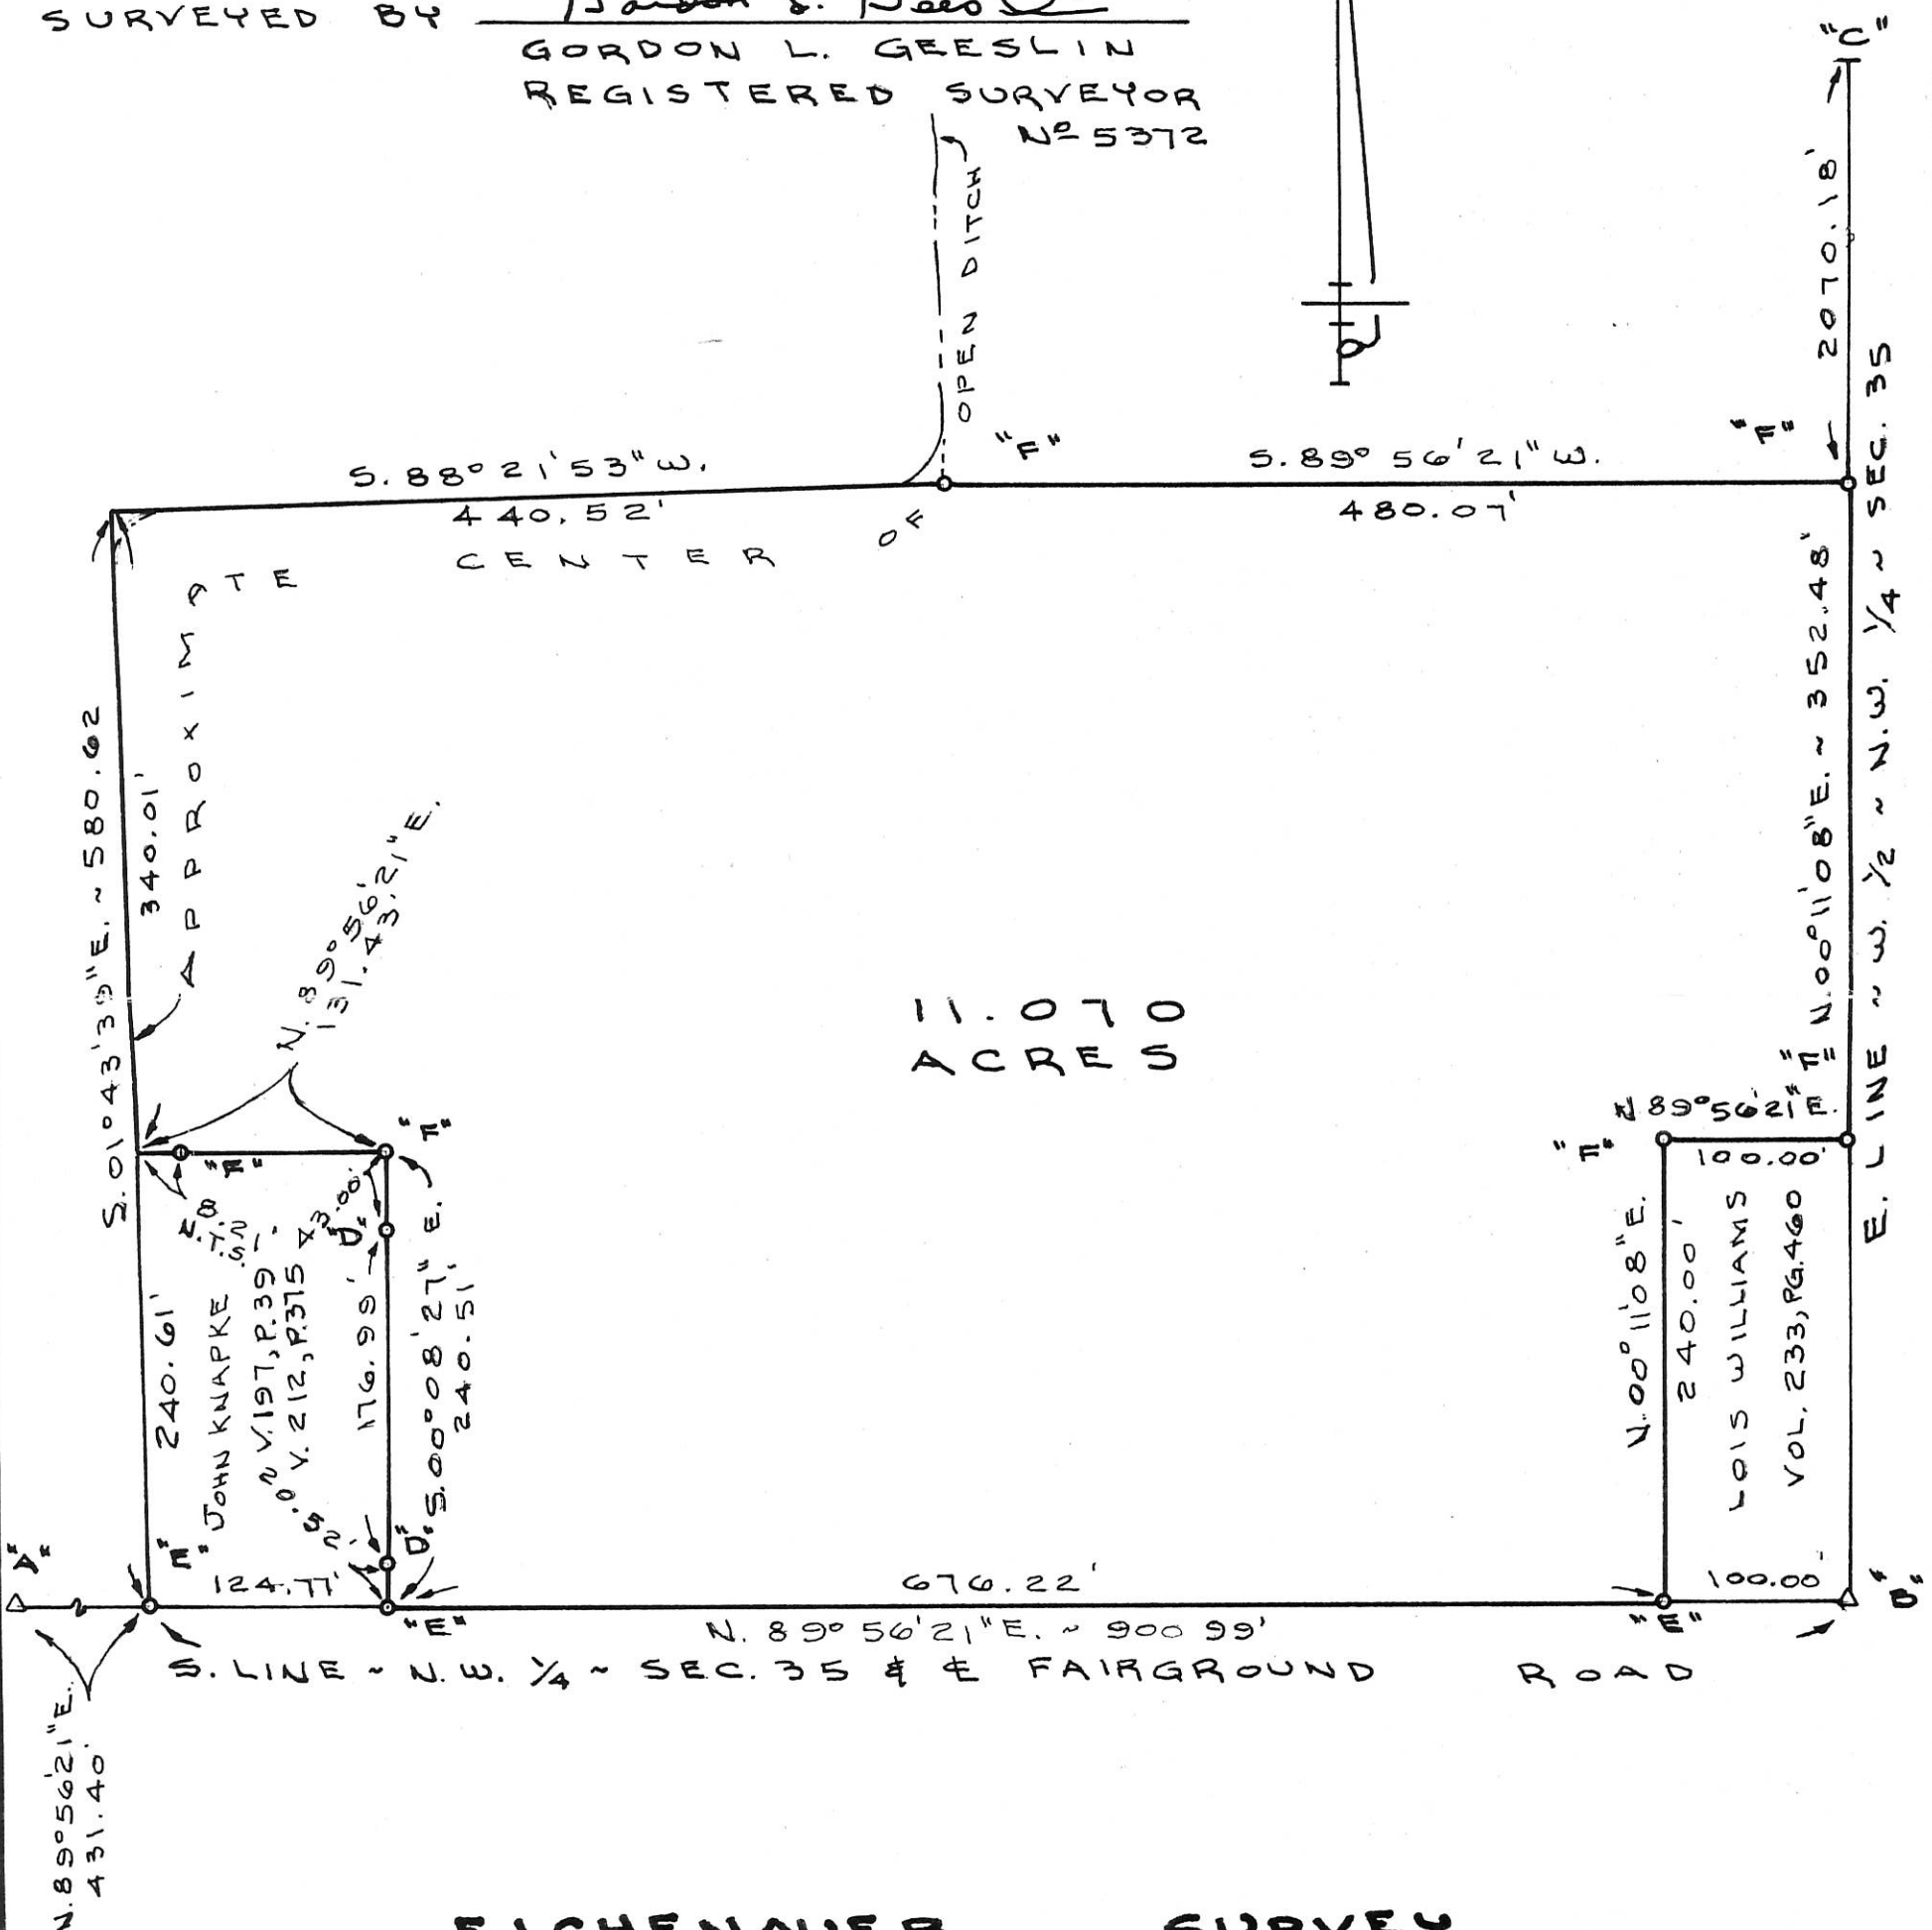 SURVEYED BY
GORDON L. GEESLIN
REGISTERED SURVEYOR
Nº 5372
"C"
2070.18'
OPEN DITCH
"F"
"F"
S. 88° 21' 53" W.
440.52'
S. 89° 56' 21" W.
480.07'
APPROXIMATE CENTER OF
S. 01° 43' 39" E. ~ 580.62
340.01'
N. 89° 56' 21" E.
131.43'
11.070
ACRES
N. 00° 11' 08" E. ~ 352.48'
E. LINE ~ W. 1/2 ~ N.W. 1/4 ~ SEC. 35
"F"
N 89° 56' 21" E.
100.00'
"F"
"F"
"F"
43.00'
"D"
240.61'
JOHN KNAPKE
V. 197, P. 39
V. 212, P. 375
176.99'
S. 00° 08' 27" E.
240.51'
N. 00° 11' 08" E.
240.00'
LOIS WILLIAMS
VOL. 233, PG. 460
"A"
"E"
124.77'
"D"
"E"
676.22'
"E"
100.00'
"B"
N. 89° 56' 21" E. ~ 900 99'
S. LINE ~ N.W. 1/4 ~ SEC. 35 & ℄ FAIRGROUND ROAD
N. 89° 56' 21" E.
431.40'
SURVEY